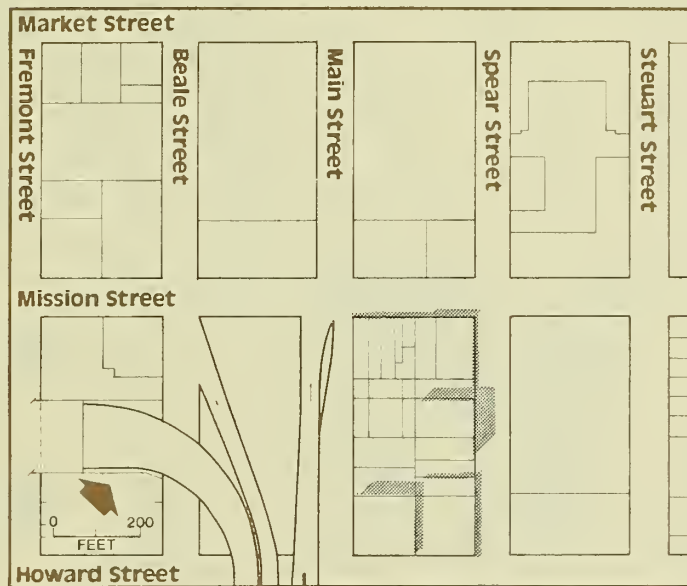 Market Street
Fremont Street
Beale Street
Main Street
Spear Street
Steuart Street
Mission Street
0 200
FEET
Howard Street